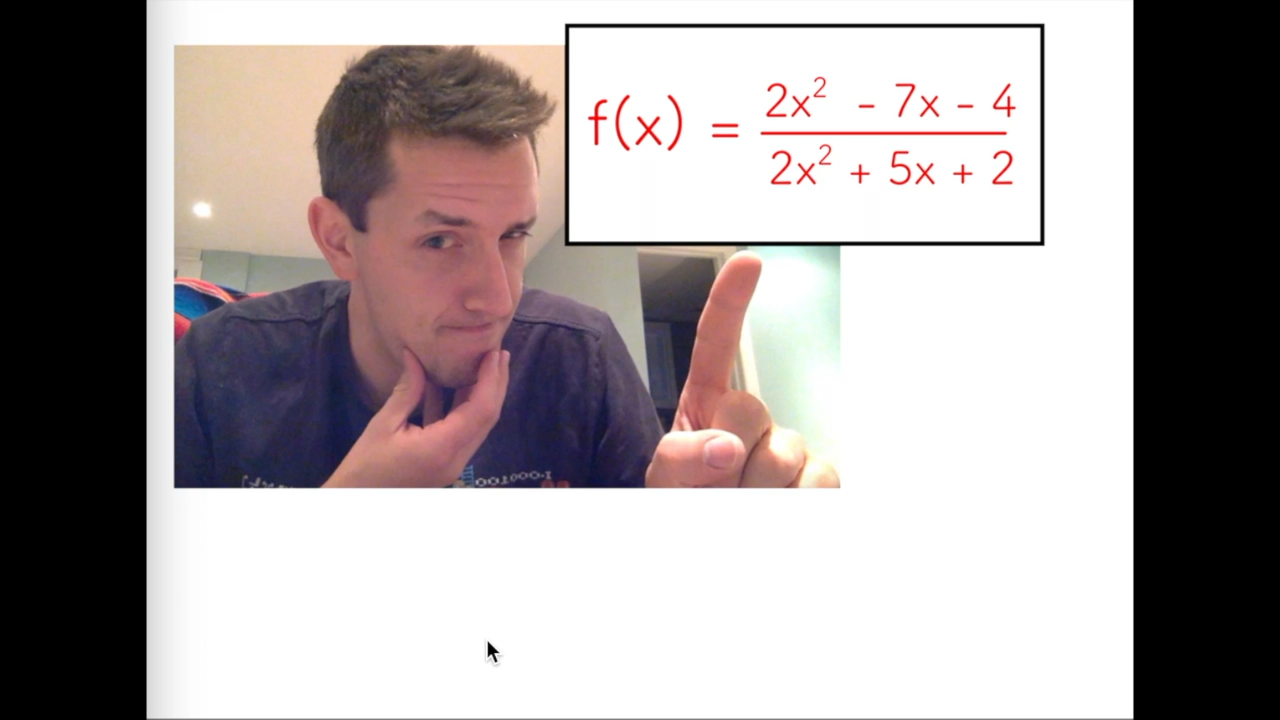 f(x) = (2x² - 7x - 4)/(2x² + 5x + 2)